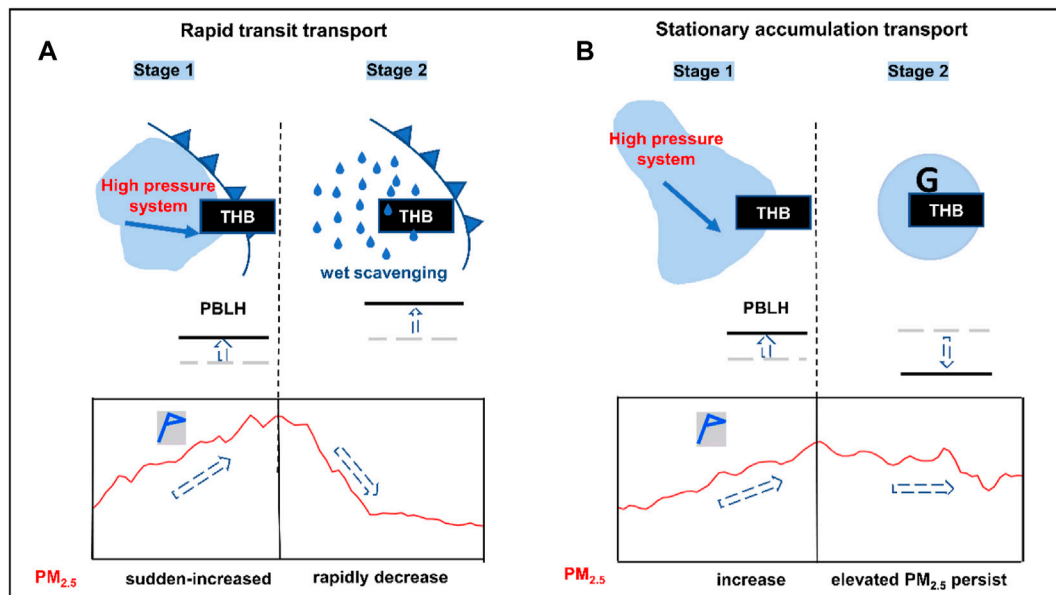 Rapid transit transport
A
Stage 1
Stage 2
High pressure
system
THB
THB
wet scavenging
PBLH
PM2.5
sudden-increased
rapidly decrease
Stationary accumulation transport
B
Stage 1
Stage 2
High pressure
system
THB
G
THB
PBLH
PM2.5
increase
elevated PM2.5 persist